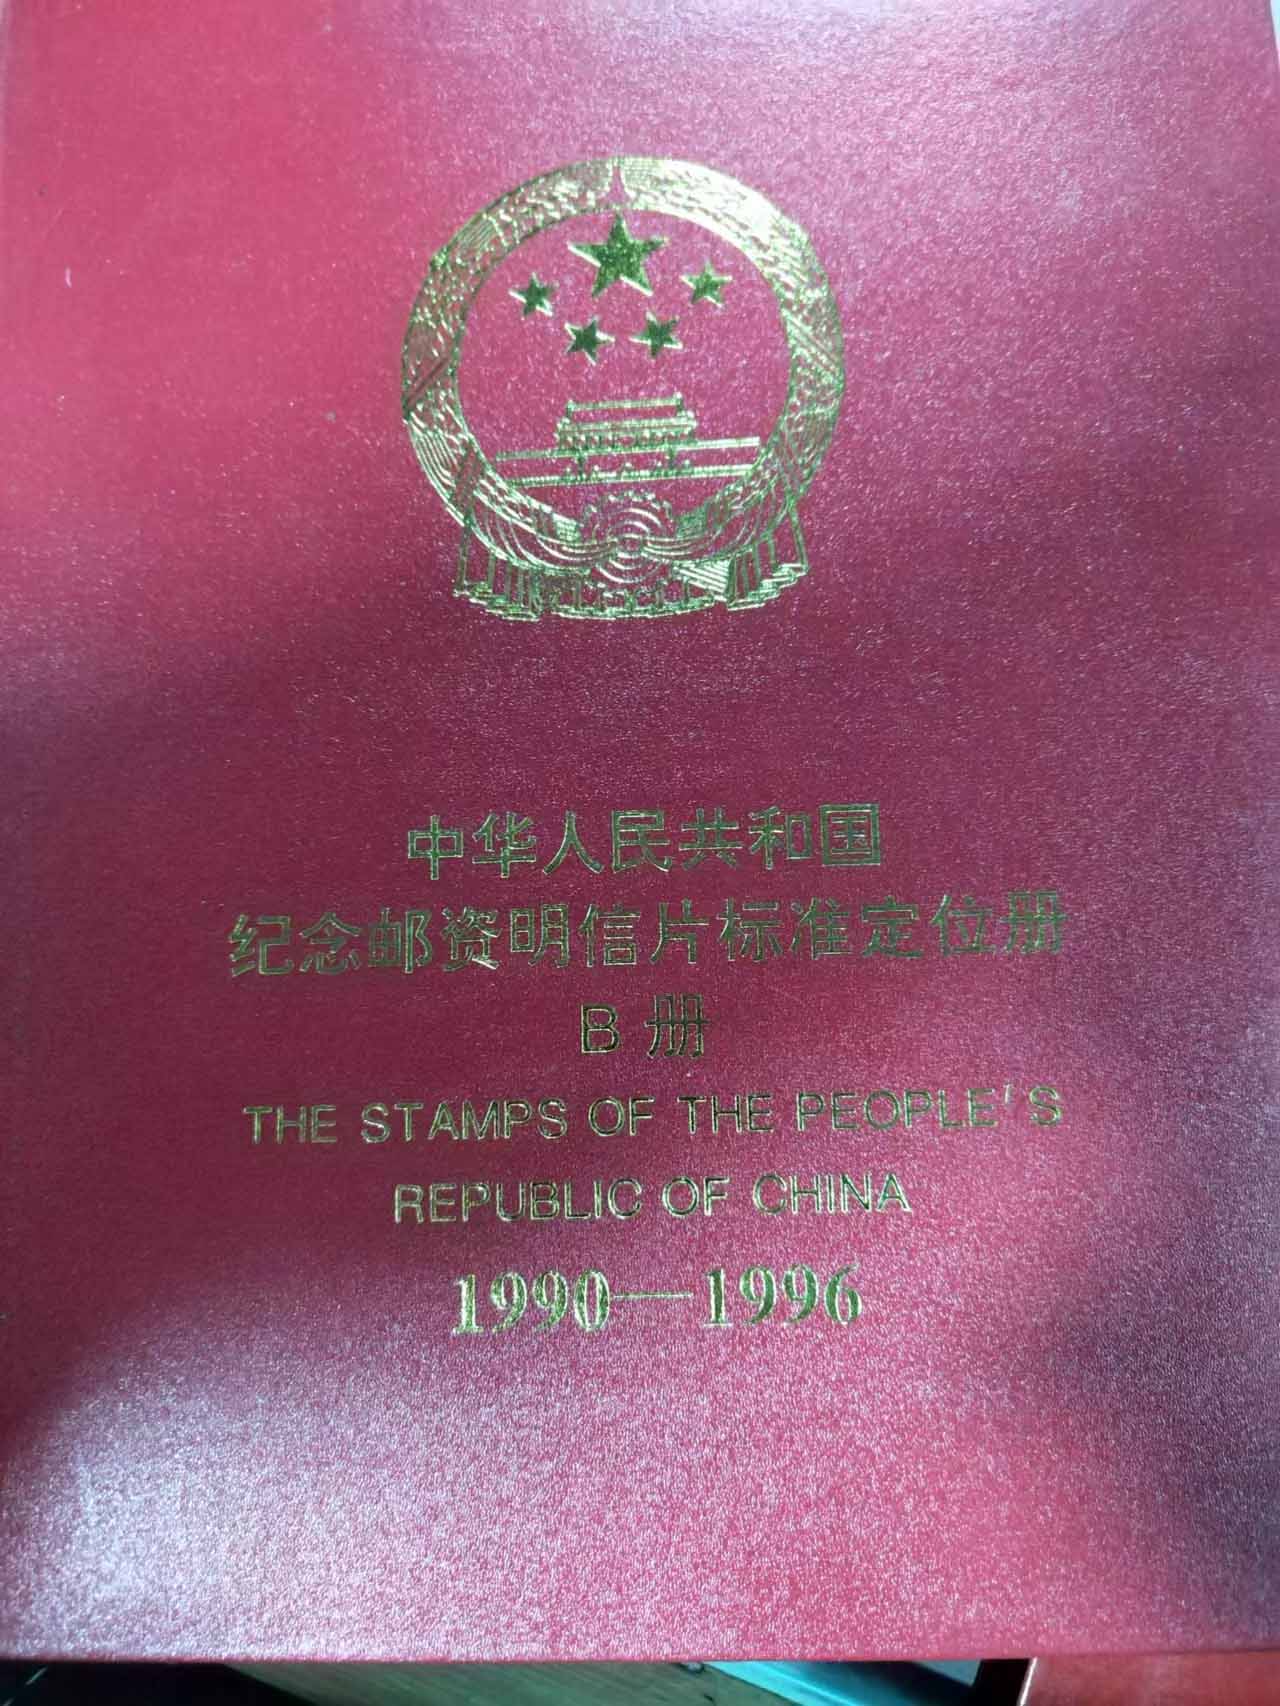 中华人民共和国
纪念邮资明信片标准定位册
B 册
THE STAMPS OF THE PEOPLE'S
REPUBLIC OF CHINA
1990—1996